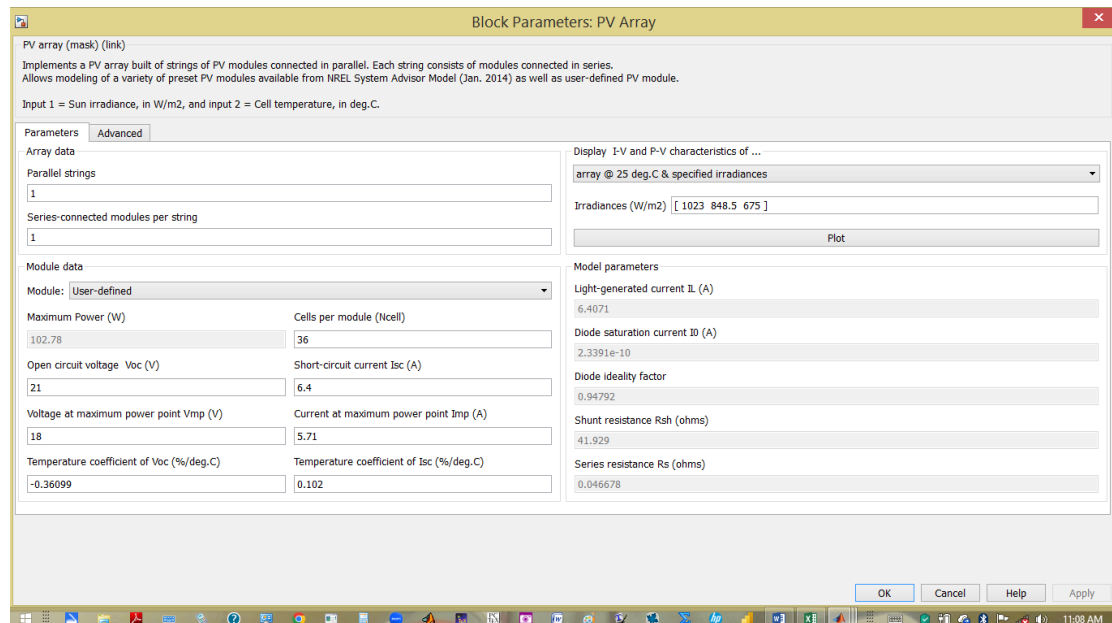 Block Parameters: PV Array
PV array (mask) (link)
Implements a PV array built of strings of PV modules connected in parallel. Each string consists of modules connected in series.
Allows modeling of a variety of preset PV modules available from NREL System Advisor Model (Jan. 2014) as well as user-defined PV module.
Input 1 = Sun irradiance, in W/m2, and input 2 = Cell temperature, in deg.C.
Parameters Advanced
Array data
Parallel strings
1
Series-connected modules per string
1
Display I-V and P-V characteristics of ...
array @ 25 deg.C & specified irradiances
Irradiances (W/m2) [ 1023 848.5 675 ]
Plot
Module data
Module: User-defined
Maximum Power (W) Cells per module (Ncell)
102.78 36
Open circuit voltage Voc (V) Short-circuit current Isc (A)
21 6.4
Voltage at maximum power point Vmp (V) Current at maximum power point Imp (A)
18 5.71
Temperature coefficient of Voc (%/deg.C) Temperature coefficient of Isc (%/deg.C)
-0.36099 0.102
Model parameters
Light-generated current IL (A)
6.4071
Diode saturation current I0 (A)
2.3391e-10
Diode ideality factor
0.94792
Shunt resistance Rsh (ohms)
41.929
Series resistance Rs (ohms)
0.046678
OK Cancel Help Apply
11:08 AM